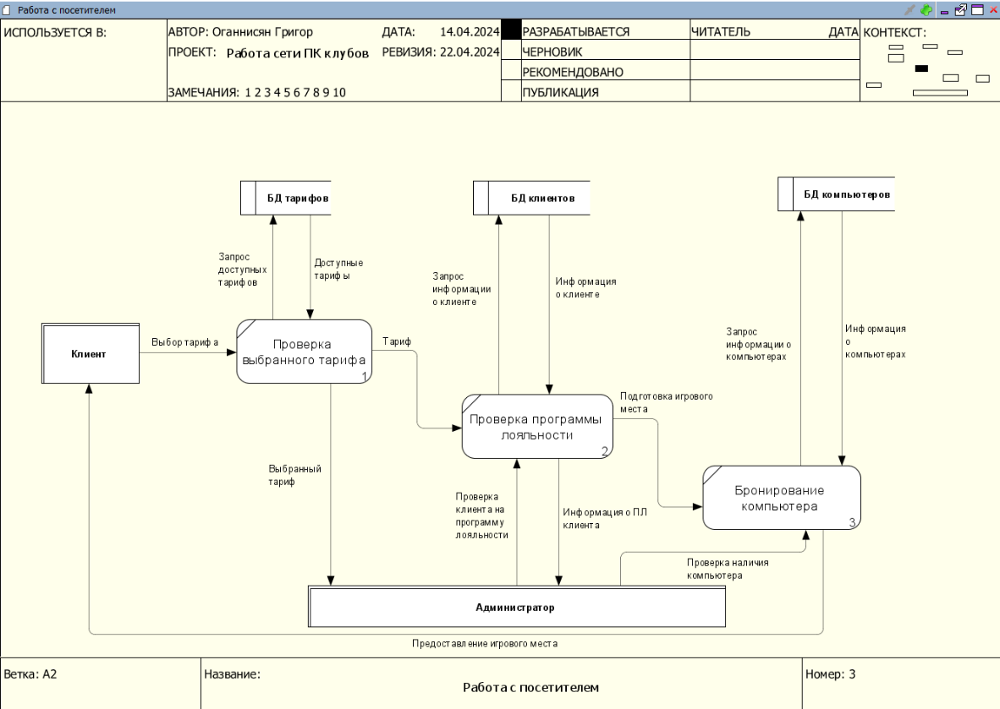 Работа с посетителем
ИСПОЛЬЗУЕТСЯ В:
АВТОР: Оганнисян Григор
ДАТА: 14.04.2024
ПРОЕКТ: Работа сети ПК клубов
РЕВИЗИЯ: 22.04.2024
ЗАМЕЧАНИЯ: 1 2 3 4 5 6 7 8 9 10
РАЗРАБАТЫВАЕТСЯ
ЧЕРНОВИК
РЕКОМЕНДОВАНО
ПУБЛИКАЦИЯ
ЧИТАТЕЛЬ
ДАТА
КОНТЕКСТ:
БД тарифов
БД клиентов
БД компьютеров
Запрос
доступных
тарифов
Доступные
тарифы
Запрос
информации
о клиенте
Информация
о клиенте
Запрос
информации о
компьютерах
Информация
о
компьютерах
Клиент
Выбор тарифа
Проверка
выбранного тарифа
1
Тариф
Проверка программы
лояльности
2
Подготовка игрового
места
Бронирование
компьютера
3
Выбранный
тариф
Проверка
клиента на
программу
лояльности
Информация о ПЛ
клиента
Проверка наличия
компьютера
Администратор
Предоставление игрового места
Ветка: A2
Название:
Работа с посетителем
Номер: 3